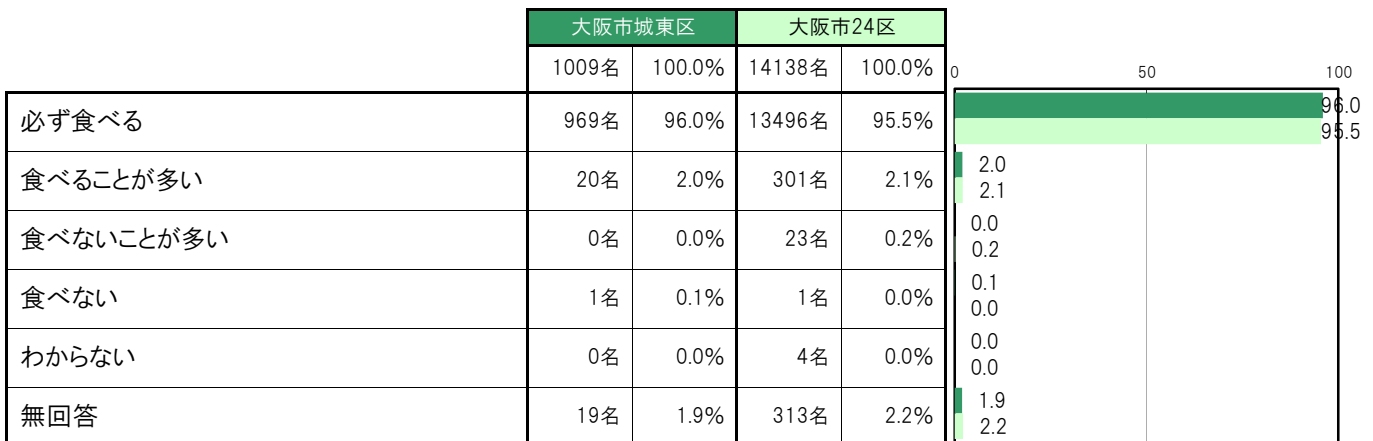 大阪市城東区 大阪市24区
1009名 100.0% 14138名 100.0%
0 50 100
必ず食べる 969名 96.0% 13496名 95.5%
96.0
95.5
食べることが多い 20名 2.0% 301名 2.1%
2.0
2.1
食べないことが多い 0名 0.0% 23名 0.2%
0.0
0.2
食べない 1名 0.1% 1名 0.0%
0.1
0.0
わからない 0名 0.0% 4名 0.0%
0.0
0.0
無回答 19名 1.9% 313名 2.2%
1.9
2.2